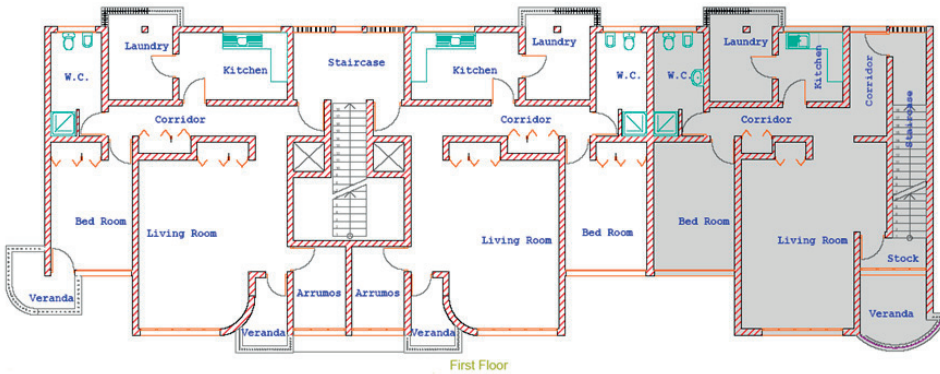 Laundry
W.C.
Kitchen
Staircase
Kitchen
Laundry
W.C.
W.C.
Laundry
Kitchen
Corridor
Staircase
Corridor
Corridor
Corridor
Bed Room
Living Room
Living Room
Bed Room
Bed Room
Living Room
Stock
Veranda
Arrumos
Arrumos
Veranda
Veranda
Veranda
First Floor